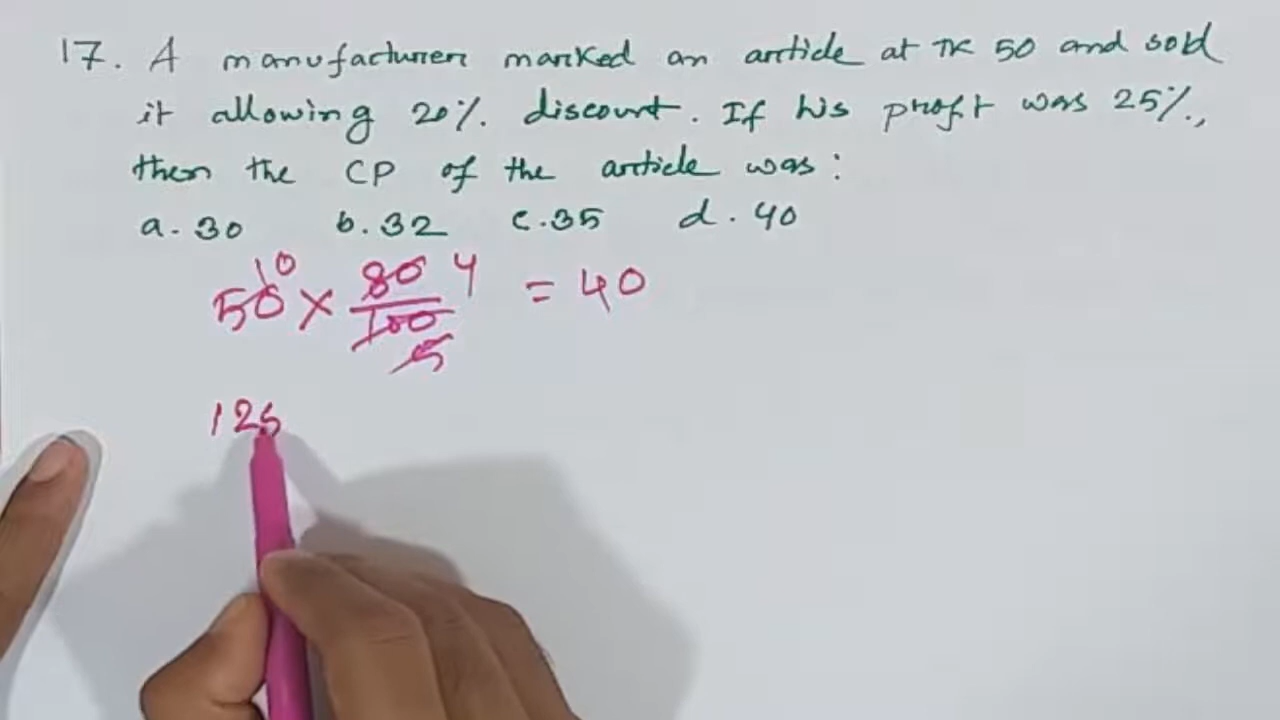 17. A manufacturer marked an article at TK 50 and sold
it allowing 20% discount. If his profit was 25%,
then the CP of the article was:
a. 30 b. 32 c. 35 d. 40
50 10 × 80/100 4 5 = 40
125